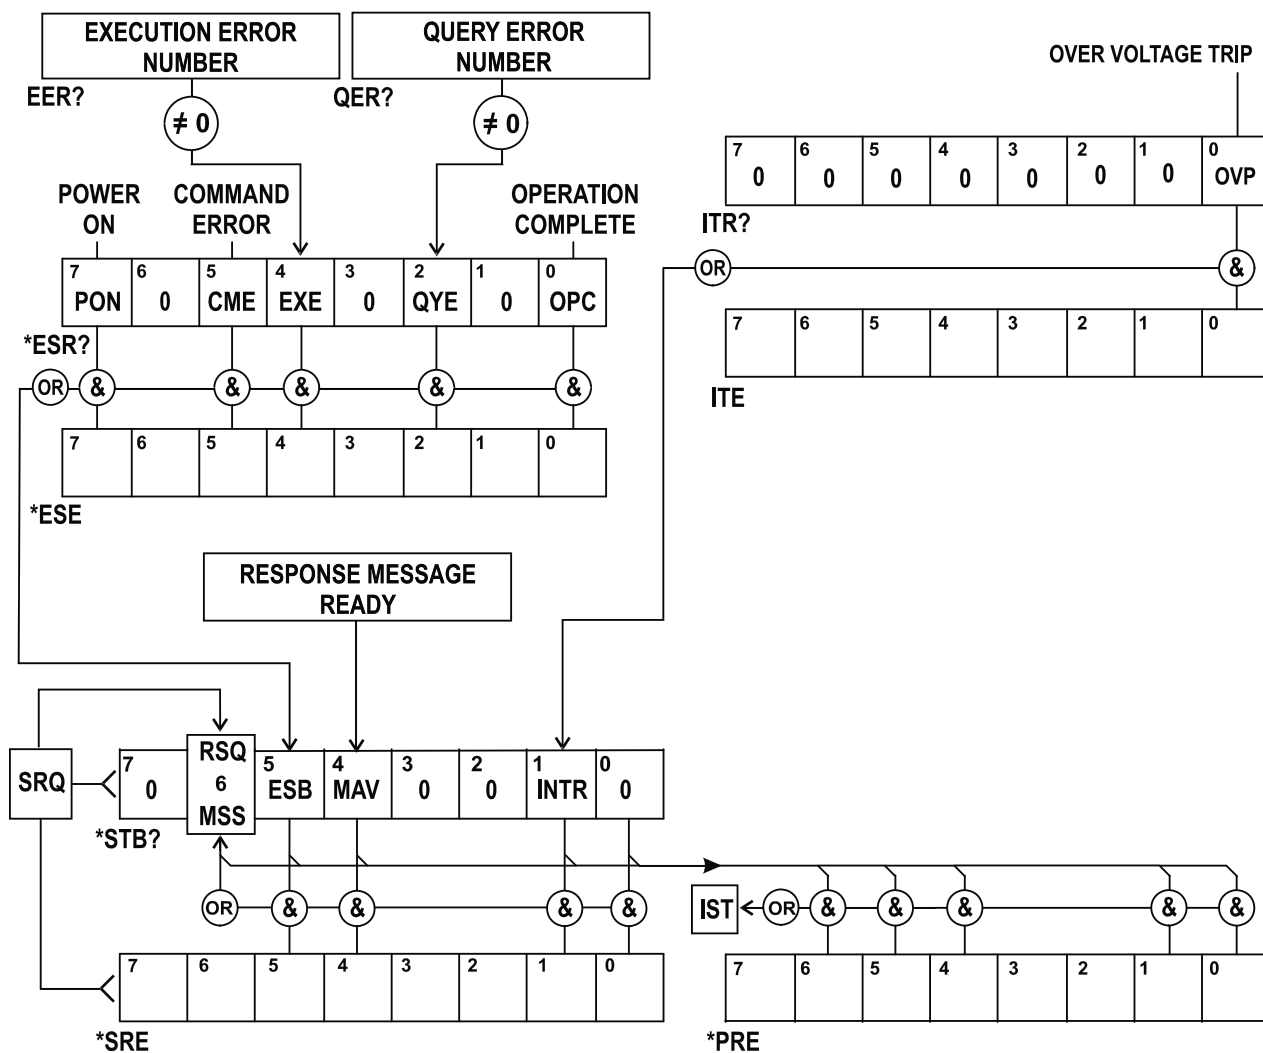 EXECUTION ERROR
NUMBER
QUERY ERROR
NUMBER
OVER VOLTAGE TRIP
EER?
QER?
≠ 0
≠ 0
7 6 5 4 3 2 1 0
0 0 0 0 0 0 0 OVP
POWER
ON
COMMAND
ERROR
OPERATION
COMPLETE
ITR?
OR &
7 6 5 4 3 2 1 0
PON 0 CME EXE 0 QYE 0 OPC
7 6 5 4 3 2 1 0
*ESR?
OR & & & & &
ITE
7 6 5 4 3 2 1 0
*ESE
RESPONSE MESSAGE
READY
SRQ
7 RSQ 5 4 3 2 1 0
0 6 ESB MAV 0 0 INTR 0
MSS
*STB?
OR & & & &
IST OR & & & & &
7 6 5 4 3 2 1 0
7 6 5 4 3 2 1 0
*SRE
*PRE